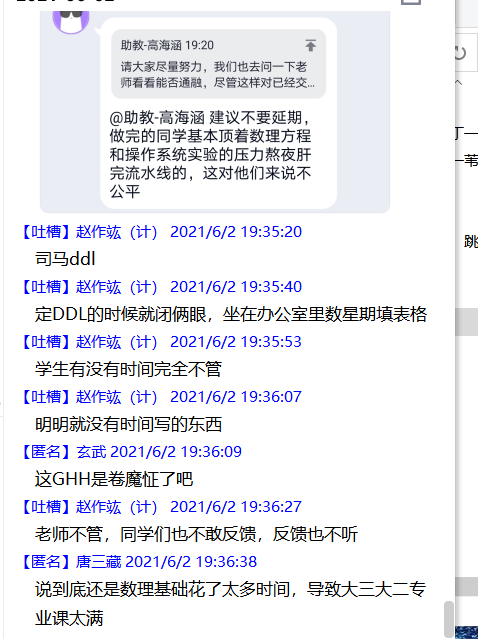 助教-高海涵 19:20
请大家尽量努力，我们也去问一下老
师看看能否通融，尽管这样对已经交...
@助教-高海涵 建议不要延期，
做完的同学基本顶着数理方程
和操作系统实验的压力熬夜肝
完流水线的，这对他们来说不
公平
【吐槽】赵作竑（计） 2021/6/2 19:35:20
司马ddl
【吐槽】赵作竑（计） 2021/6/2 19:35:40
定DDL的时候就闭俩眼，坐在办公室里数星期填表格
【吐槽】赵作竑（计） 2021/6/2 19:35:53
学生有没有时间完全不管
【吐槽】赵作竑（计） 2021/6/2 19:36:07
明明就没有时间写的东西
【匿名】玄武 2021/6/2 19:36:09
这GHH是卷魔怔了吧
【吐槽】赵作竑（计） 2021/6/2 19:36:27
老师不管，同学们也不敢反馈，反馈也不听
【匿名】唐三藏 2021/6/2 19:36:38
说到底还是数理基础花了太多时间，导致大三大二专
业课太满
丁一
一苇
跳